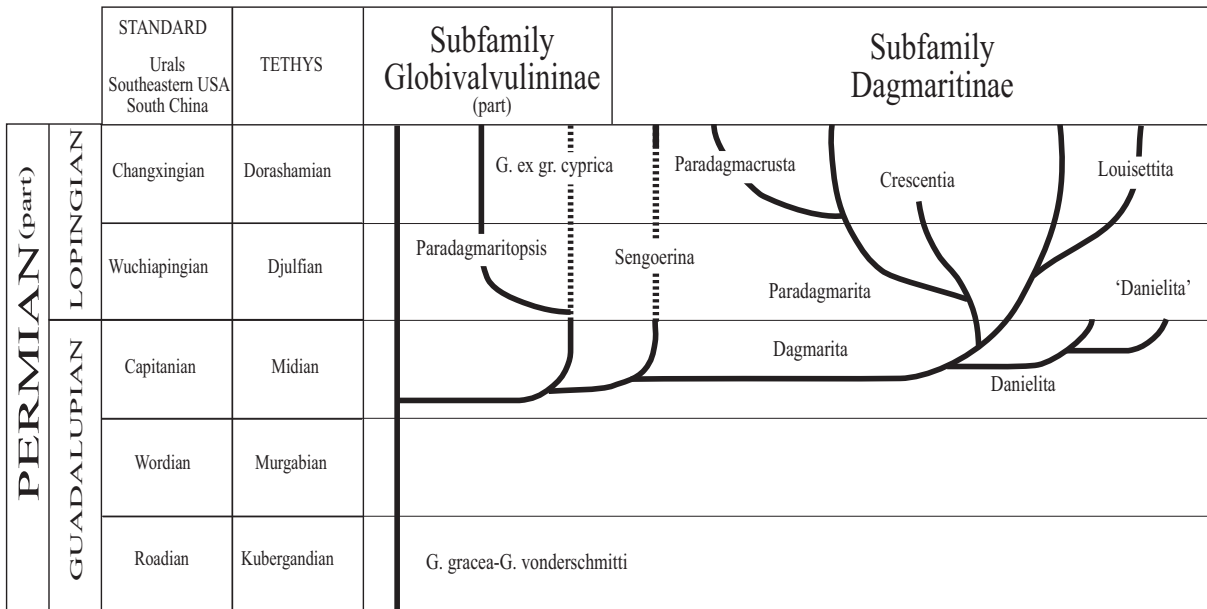 STANDARD
Urals
Southeastern USA
South China
TETHYS
Subfamily
Globivalvulininae
(part)
Subfamily
Dagmaritinae
PERMIAN (part)
LOPINGIAN
GUADALUPIAN
Changxingian
Dorashamian
G. ex gr. cyprica
Paradagmacrusta
Crescentia
Louisettita
Wuchiapingian
Djulfian
Paradagmaritopsis
Sengoerina
Paradagmarita
‘Danielita’
Capitanian
Midian
Dagmarita
Danielita
Wordian
Murgabian
Roadian
Kubergandian
G. gracea-G. vonderschmitti